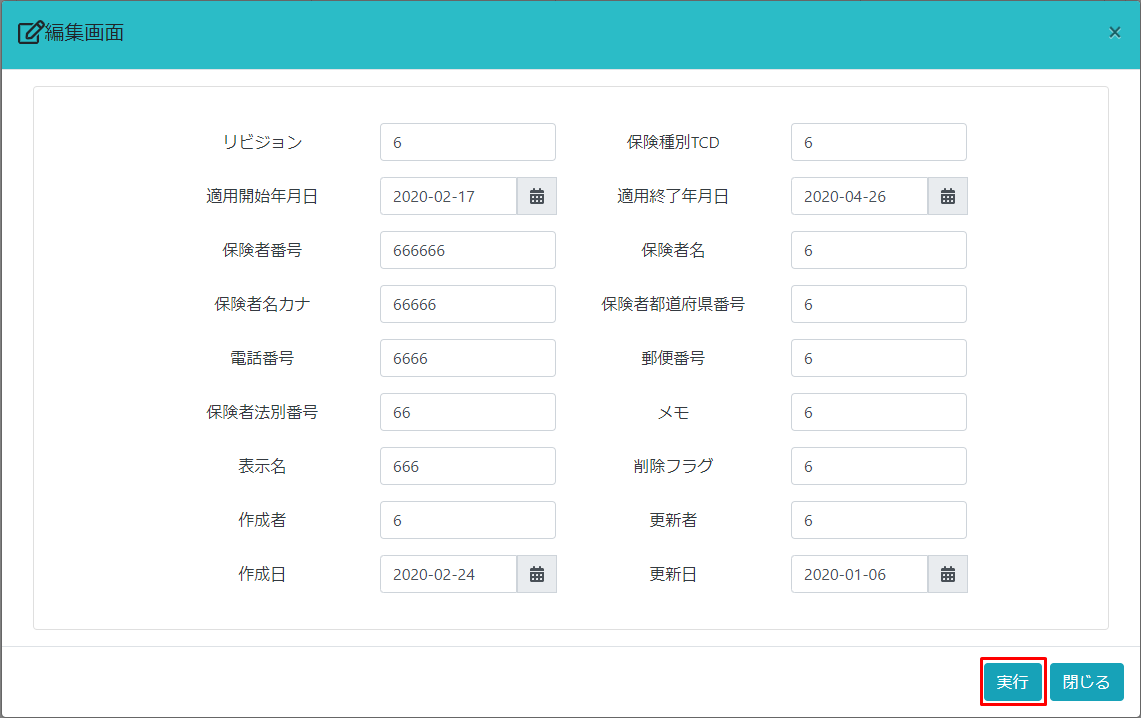 編集画面
×
リビジョン 6 保険種別TCD 6
適用開始年月日 2020-02-17 適用終了年月日 2020-04-26
保険者番号 666666 保険者名 6
保険者名カナ 66666 保険者都道府県番号 6
電話番号 6666 郵便番号 6
保険者法別番号 66 メモ 6
表示名 666 削除フラグ 6
作成者 6 更新者 6
作成日 2020-02-24 更新日 2020-01-06
実行 閉じる